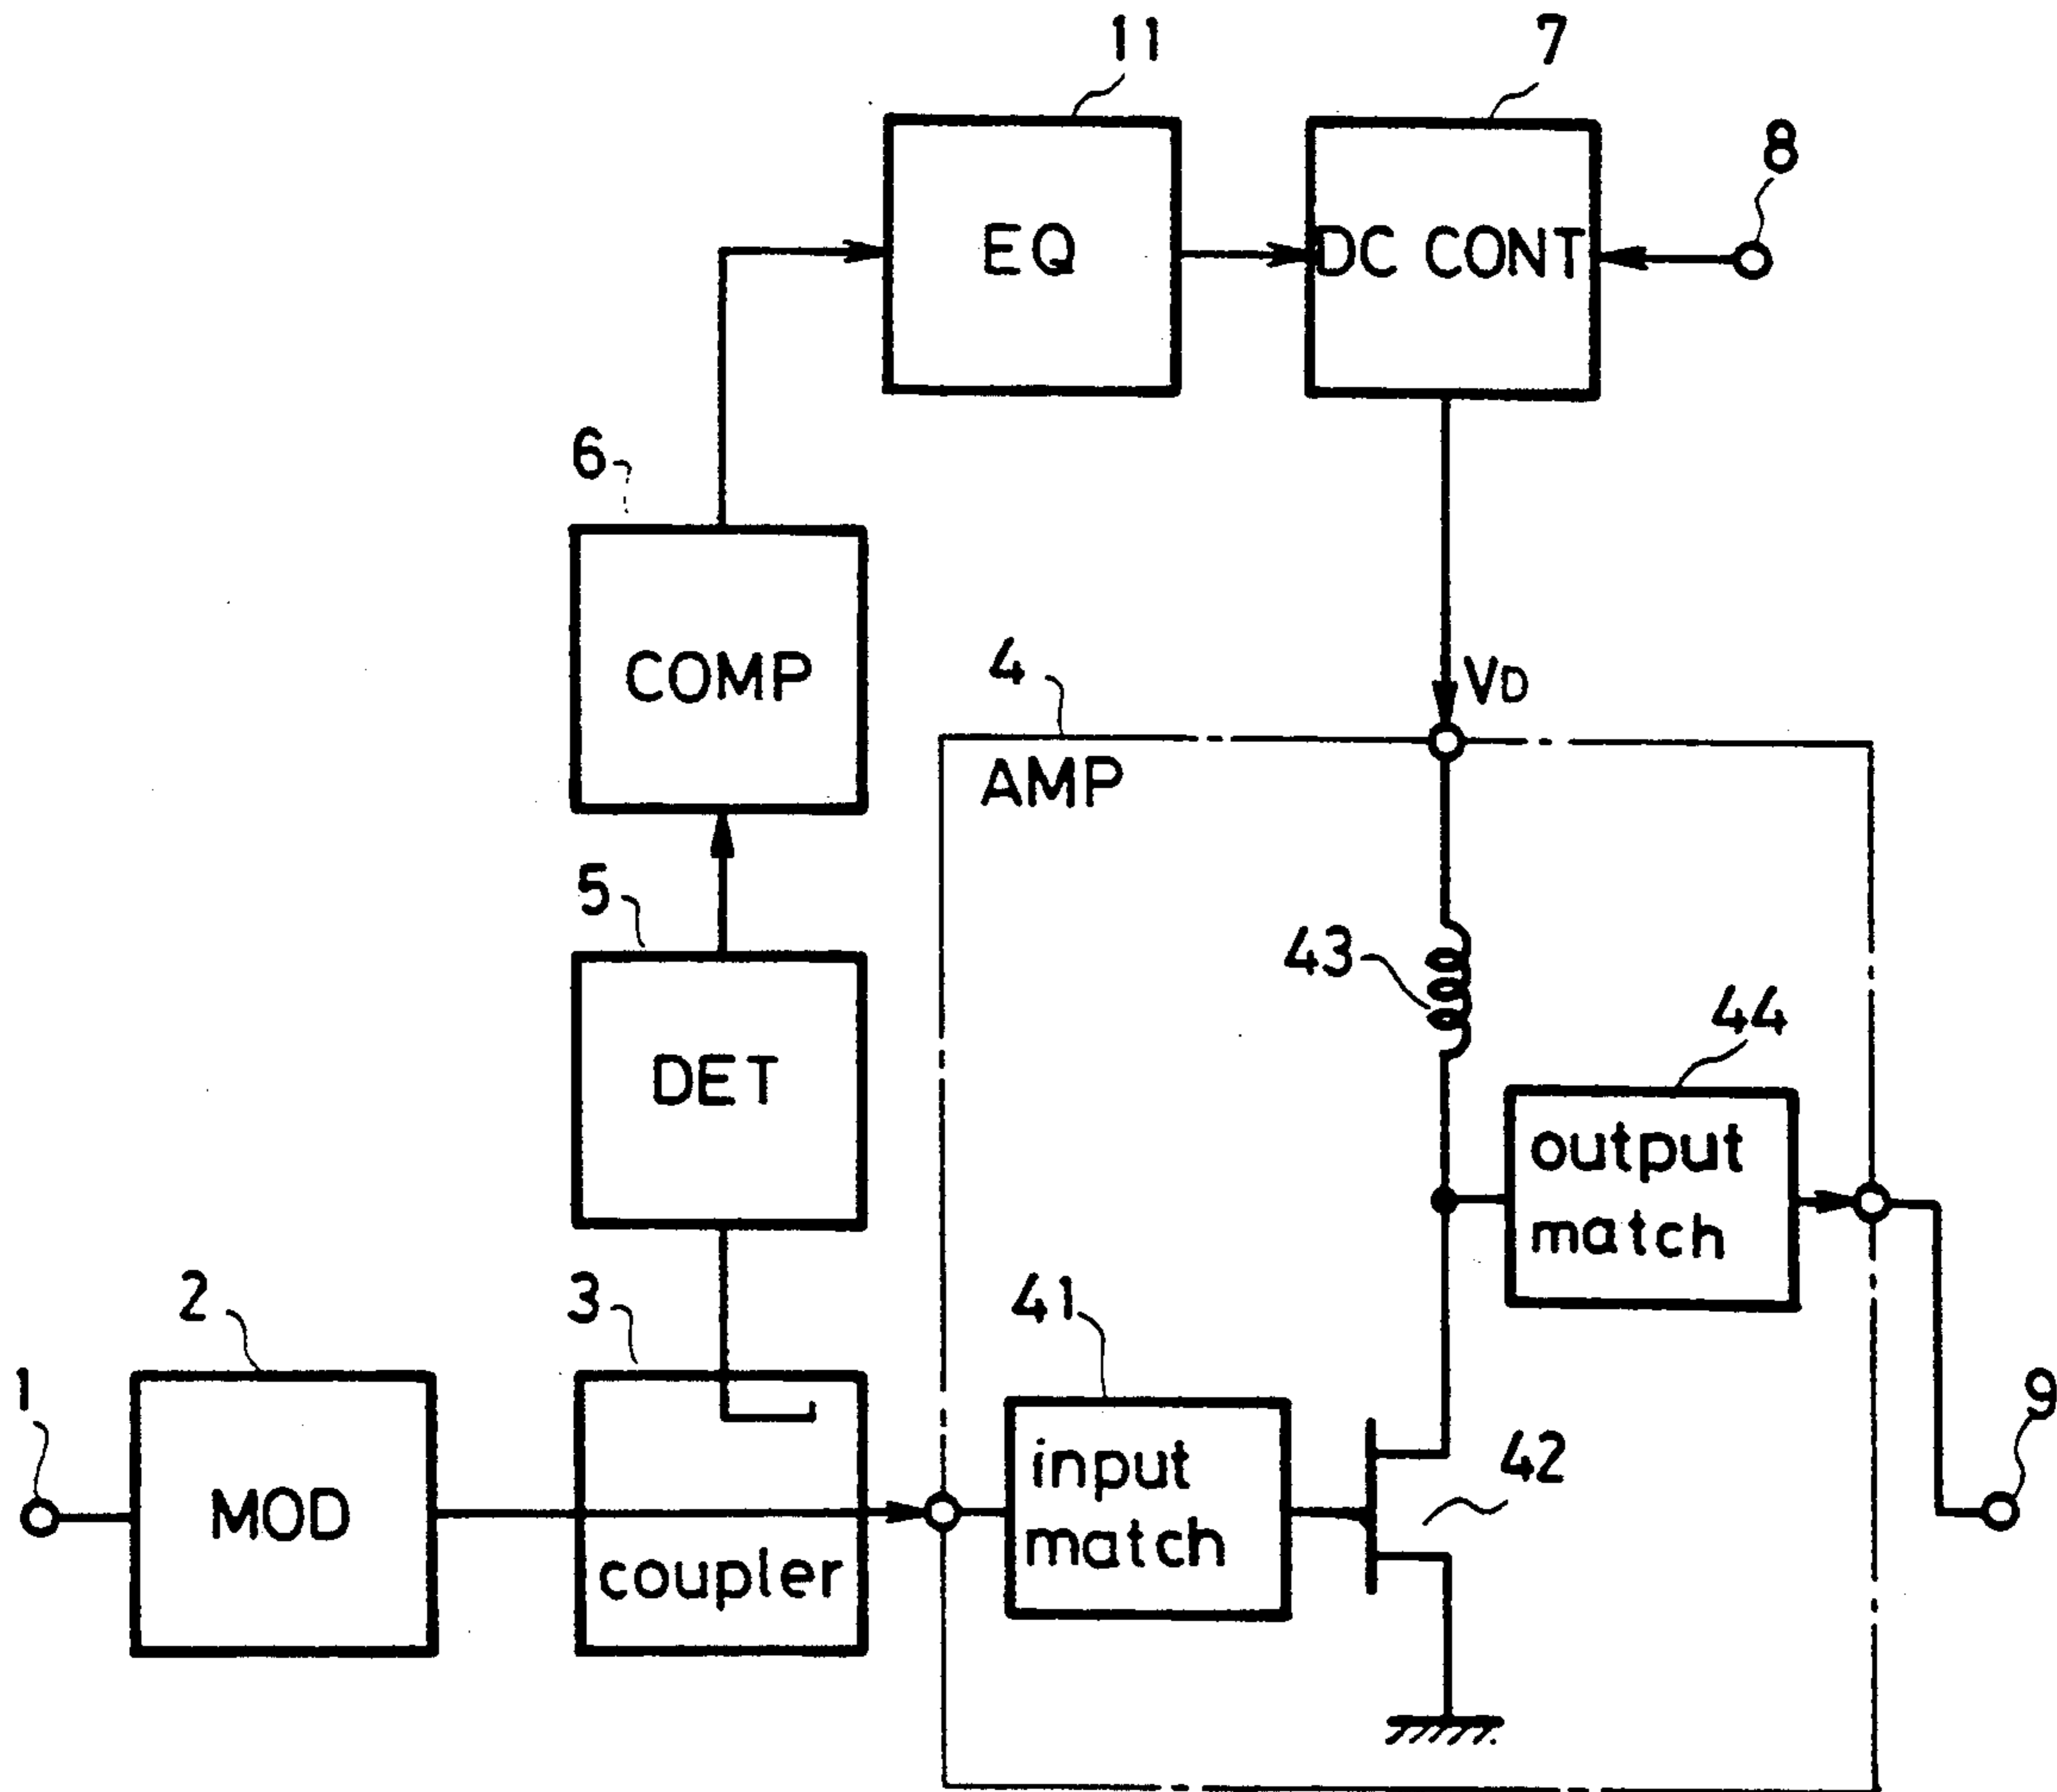 11
7
8
EQ
DC CONT
6
COMP
4
VD
AMP
5
43
44
DET
output
match
2
3
41
1
9
input
match
42
MOD
coupler